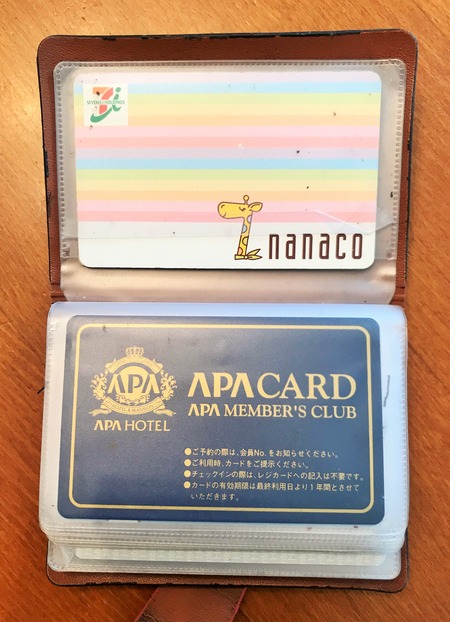 SEVEN & i HOLDINGS
nanaco
APA
APA HOTEL
APA CARD
APA MEMBER'S CLUB
●ご予約の際は、会員No.をお知らせください。
●ご利用時、カードをご提示ください。
●チェックインの際は、レジカードへの記入は不要です。
●カードの有効期限は最終利用日より1年間とさせて
いただきます。